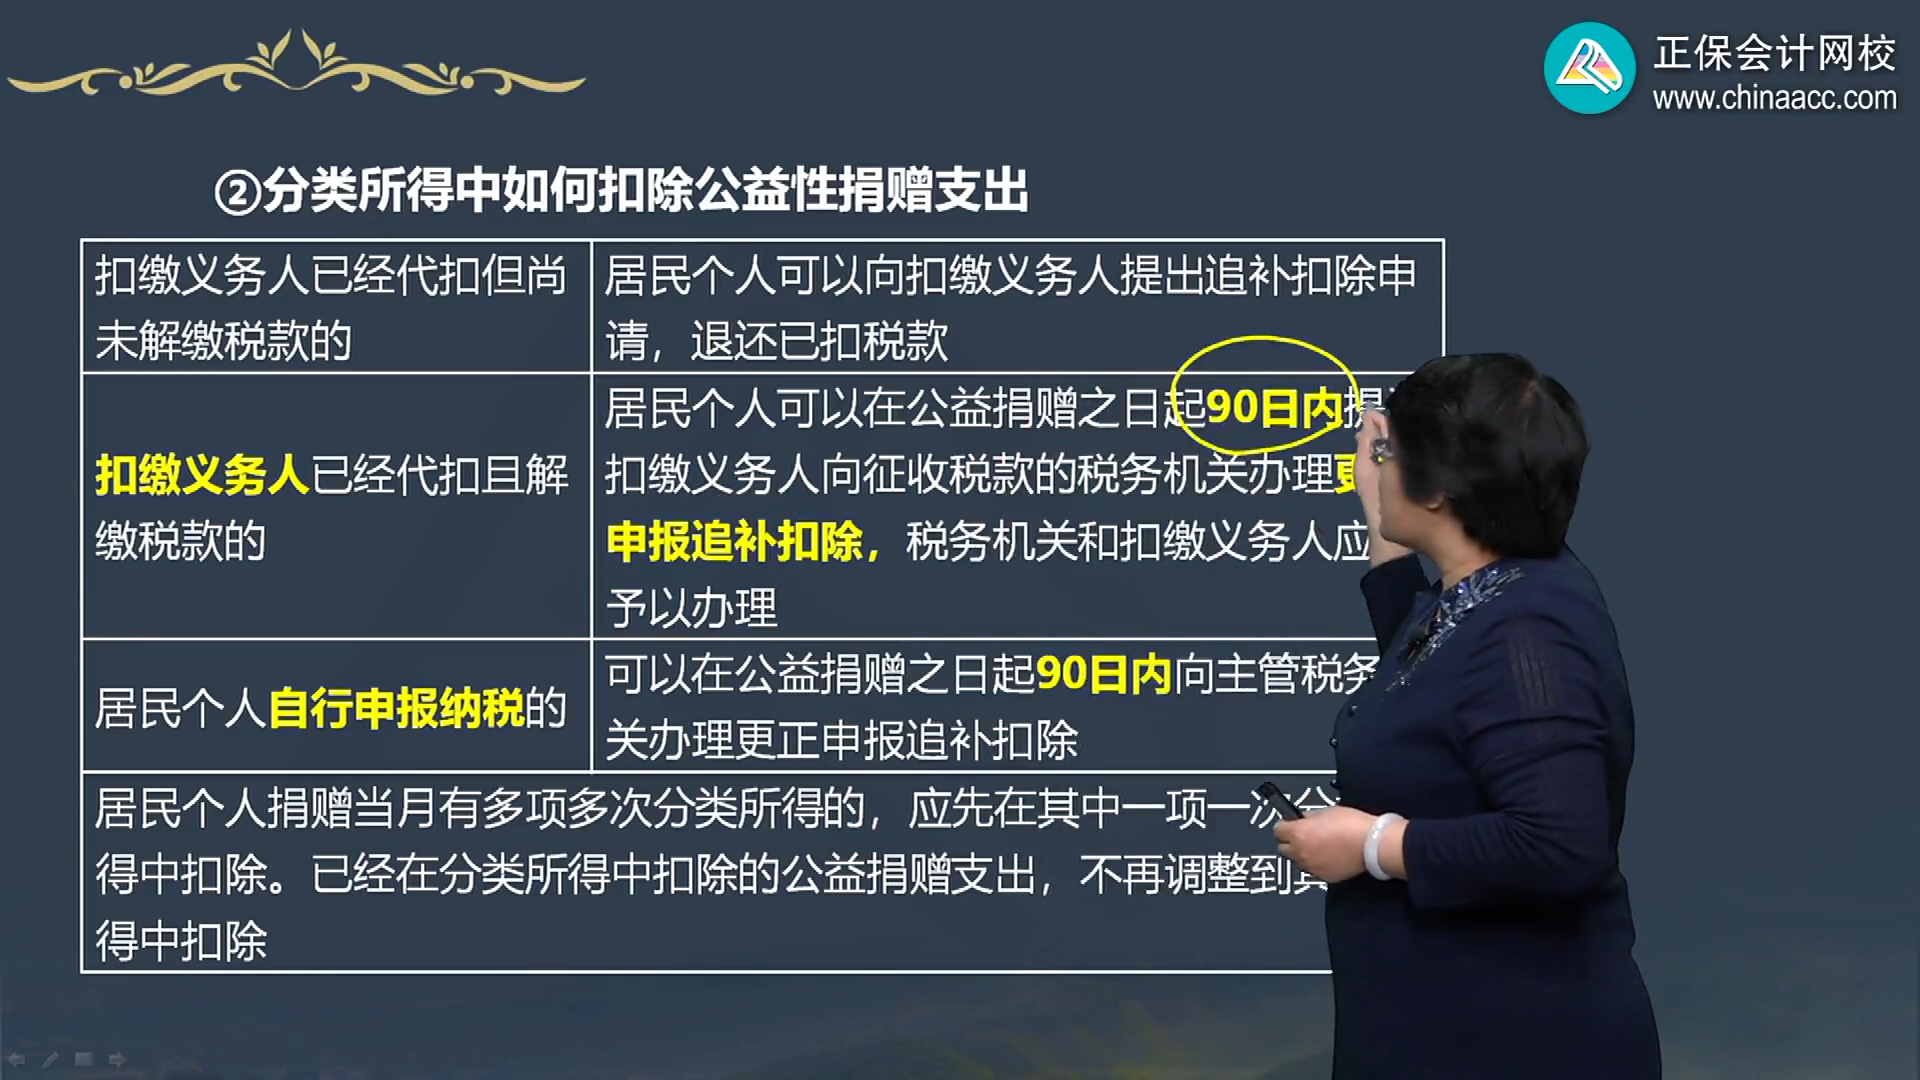 正保会计网校
www.chinaacc.com
②分类所得中如何扣除公益性捐赠支出
扣缴义务人已经代扣但尚
未解缴税款的
居民个人可以向扣缴义务人提出追补扣除申
请，退还已扣税款
扣缴义务人已经代扣且解
缴税款的
居民个人可以在公益捐赠之日起90日内
扣缴义务人向征收税款的税务机关办理
申报追补扣除，税务机关和扣缴义务人应
予以办理
居民个人自行申报纳税的
可以在公益捐赠之日起90日内向主管税务
关办理更正申报追补扣除
居民个人捐赠当月有多项多次分类所得的，应先在其中一项一次分
得中扣除。已经在分类所得中扣除的公益捐赠支出，不再调整到
得中扣除